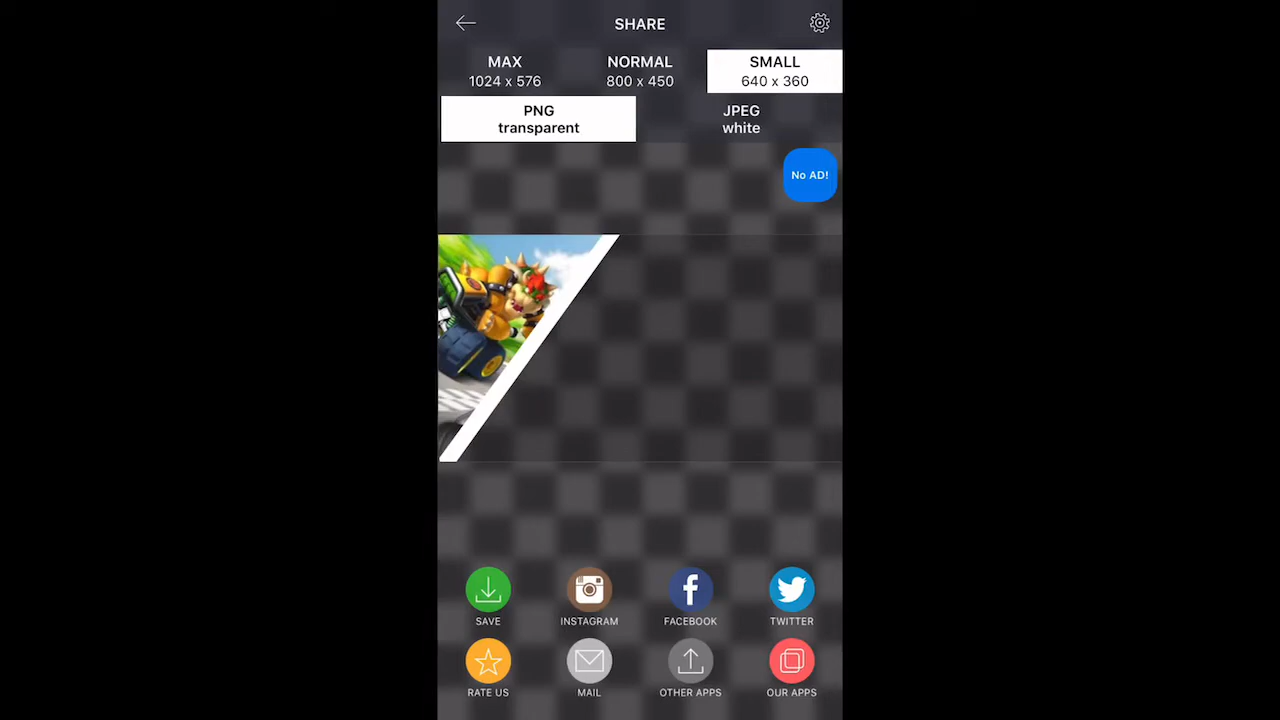 SHARE
MAX
1024 x 576
NORMAL
800 x 450
SMALL
640 x 360
PNG
transparent
JPEG
white
No AD!
SAVE
INSTAGRAM
FACEBOOK
TWITTER
RATE US
MAIL
OTHER APPS
OUR APPS